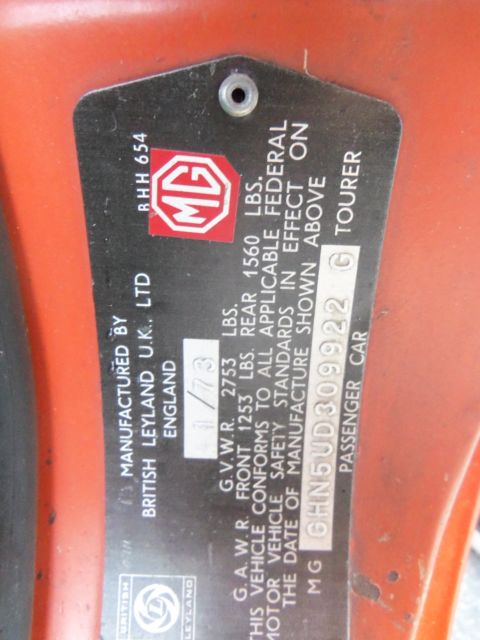 BRITISH
LEYLAND
MANUFACTURED BY
BRITISH LEYLAND U.K. LTD
ENGLAND
BHH 654
MG
1/73
G.V.W.R. 2753 LBS.
G.A.W.R. FRONT 1253 LBS. REAR 1560 LBS.
THIS VEHICLE CONFORMS TO ALL APPLICABLE FEDERAL
MOTOR VEHICLE SAFETY STANDARDS IN EFFECT ON
THE DATE OF MANUFACTURE SHOWN ABOVE
MG GHN5UD309922 G TOURER
PASSENGER CAR